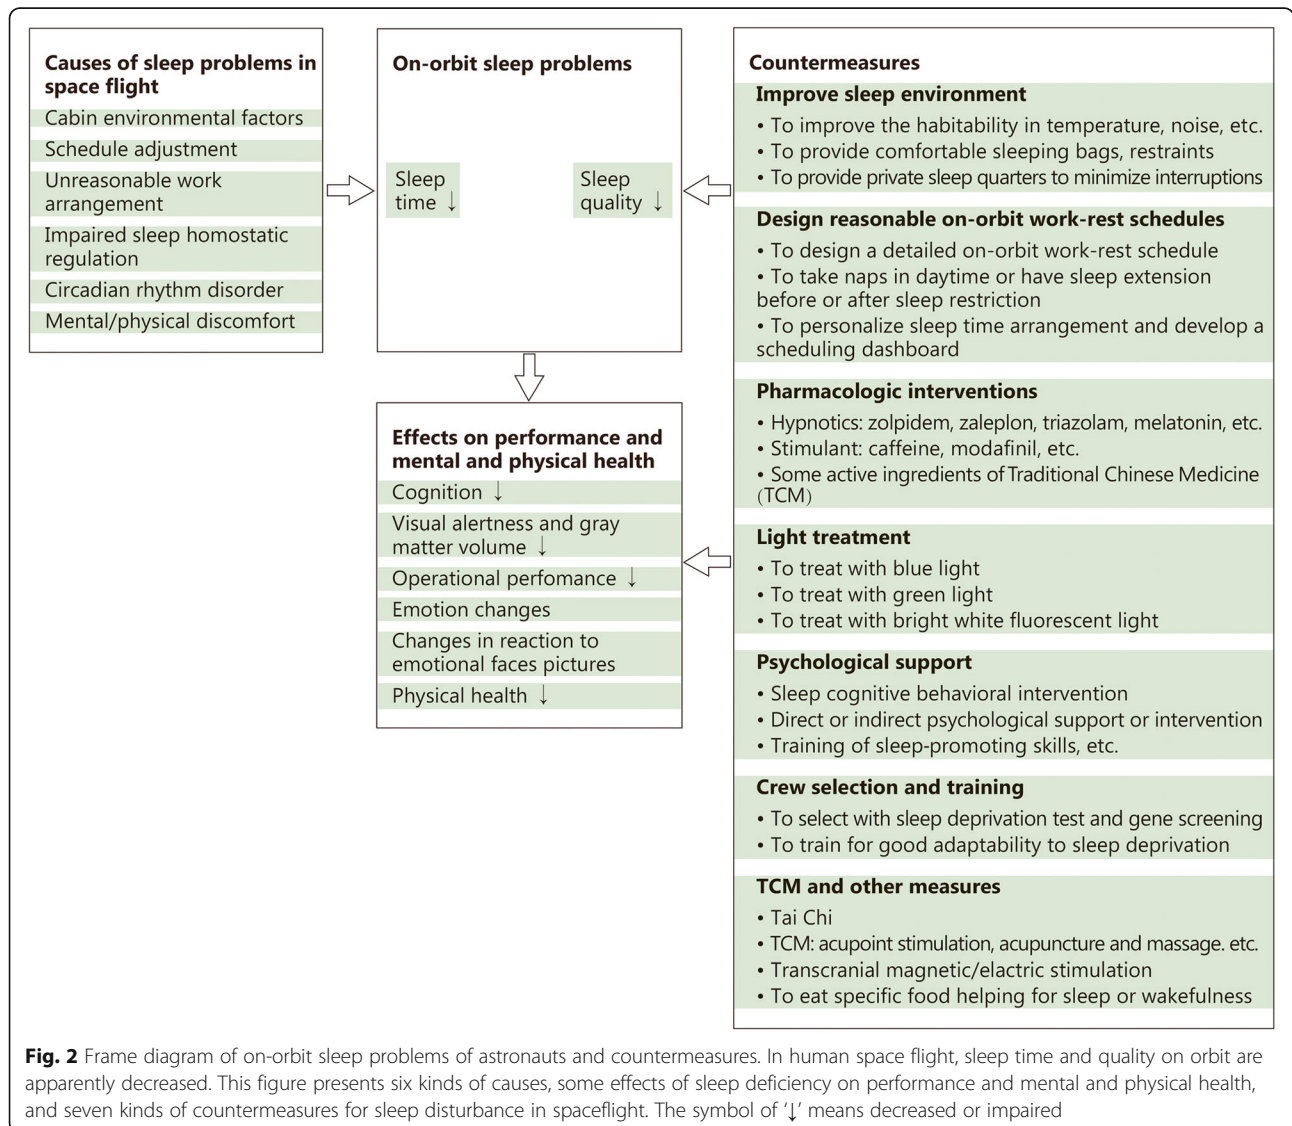 Causes of sleep problems in
space flight
Cabin environmental factors
Schedule adjustment
Unreasonable work
arrangement
Impaired sleep homostatic
regulation
Circadian rhythm disorder
Mental/physical discomfort
On-orbit sleep problems
Sleep
time ↓
Sleep
quality ↓
Effects on performance and
mental and physical health
Cognition ↓
Visual alertness and gray
matter volume ↓
Operational perfomance ↓
Emotion changes
Changes in reaction to
emotional faces pictures
Physical health ↓
Countermeasures
Improve sleep environment
• To improve the habitability in temperature, noise, etc.
• To provide comfortable sleeping bags, restraints
• To provide private sleep quarters to minimize interruptions
Design reasonable on-orbit work-rest schedules
• To design a detailed on-orbit work-rest schedule
• To take naps in daytime or have sleep extension
before or after sleep restriction
• To personalize sleep time arrangement and develop a
scheduling dashboard
Pharmacologic interventions
• Hypnotics: zolpidem, zaleplon, triazolam, melatonin, etc.
• Stimulant: caffeine, modafinil, etc.
• Some active ingredients of Traditional Chinese Medicine
(TCM)
Light treatment
• To treat with blue light
• To treat with green light
• To treat with bright white fluorescent light
Psychological support
• Sleep cognitive behavioral intervention
• Direct or indirect psychological support or intervention
• Training of sleep-promoting skills, etc.
Crew selection and training
• To select with sleep deprivation test and gene screening
• To train for good adaptability to sleep deprivation
TCM and other measures
• Tai Chi
• TCM: acupoint stimulation, acupuncture and massage. etc.
• Transcranial magnetic/elactric stimulation
• To eat specific food helping for sleep or wakefulness
Fig. 2 Frame diagram of on-orbit sleep problems of astronauts and countermeasures. In human space flight, sleep time and quality on orbit are
apparently decreased. This figure presents six kinds of causes, some effects of sleep deficiency on performance and mental and physical health,
and seven kinds of countermeasures for sleep disturbance in spaceflight. The symbol of ‘↓’ means decreased or impaired